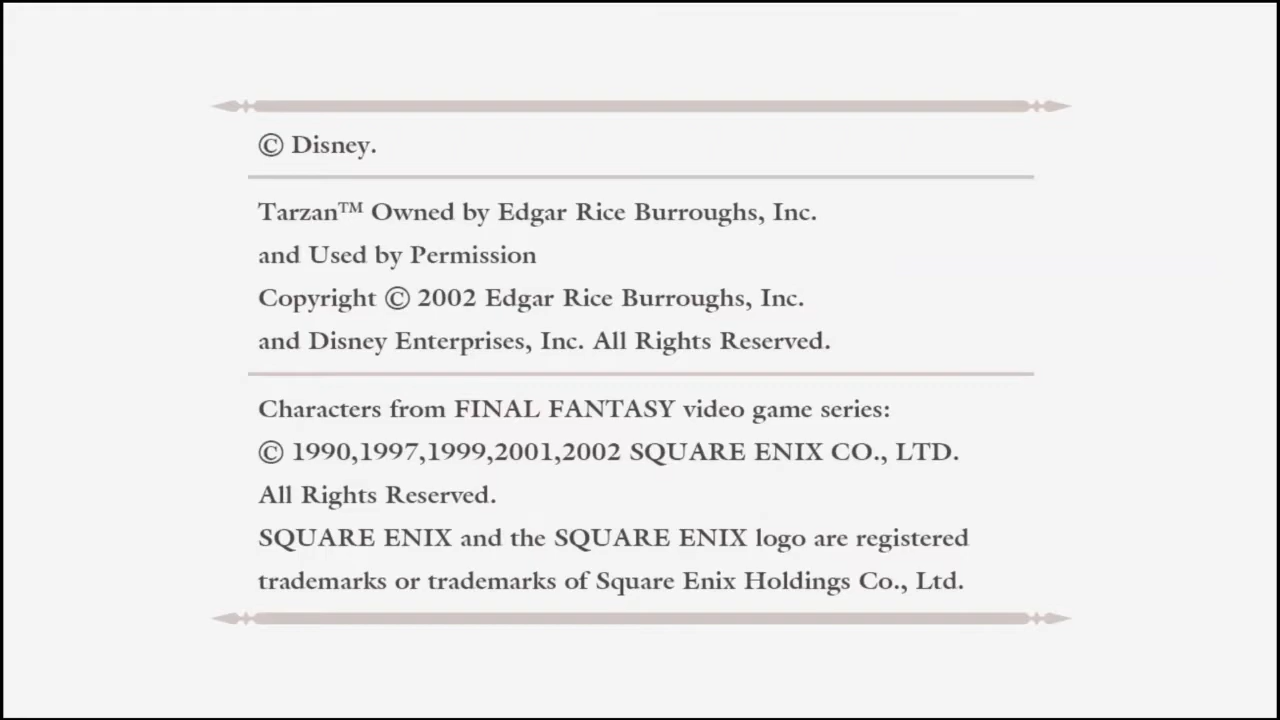 © Disney.
Tarzan™ Owned by Edgar Rice Burroughs, Inc.
and Used by Permission
Copyright © 2002 Edgar Rice Burroughs, Inc.
and Disney Enterprises, Inc. All Rights Reserved.
Characters from FINAL FANTASY video game series:
© 1990,1997,1999,2001,2002 SQUARE ENIX CO., LTD.
All Rights Reserved.
SQUARE ENIX and the SQUARE ENIX logo are registered
trademarks or trademarks of Square Enix Holdings Co., Ltd.